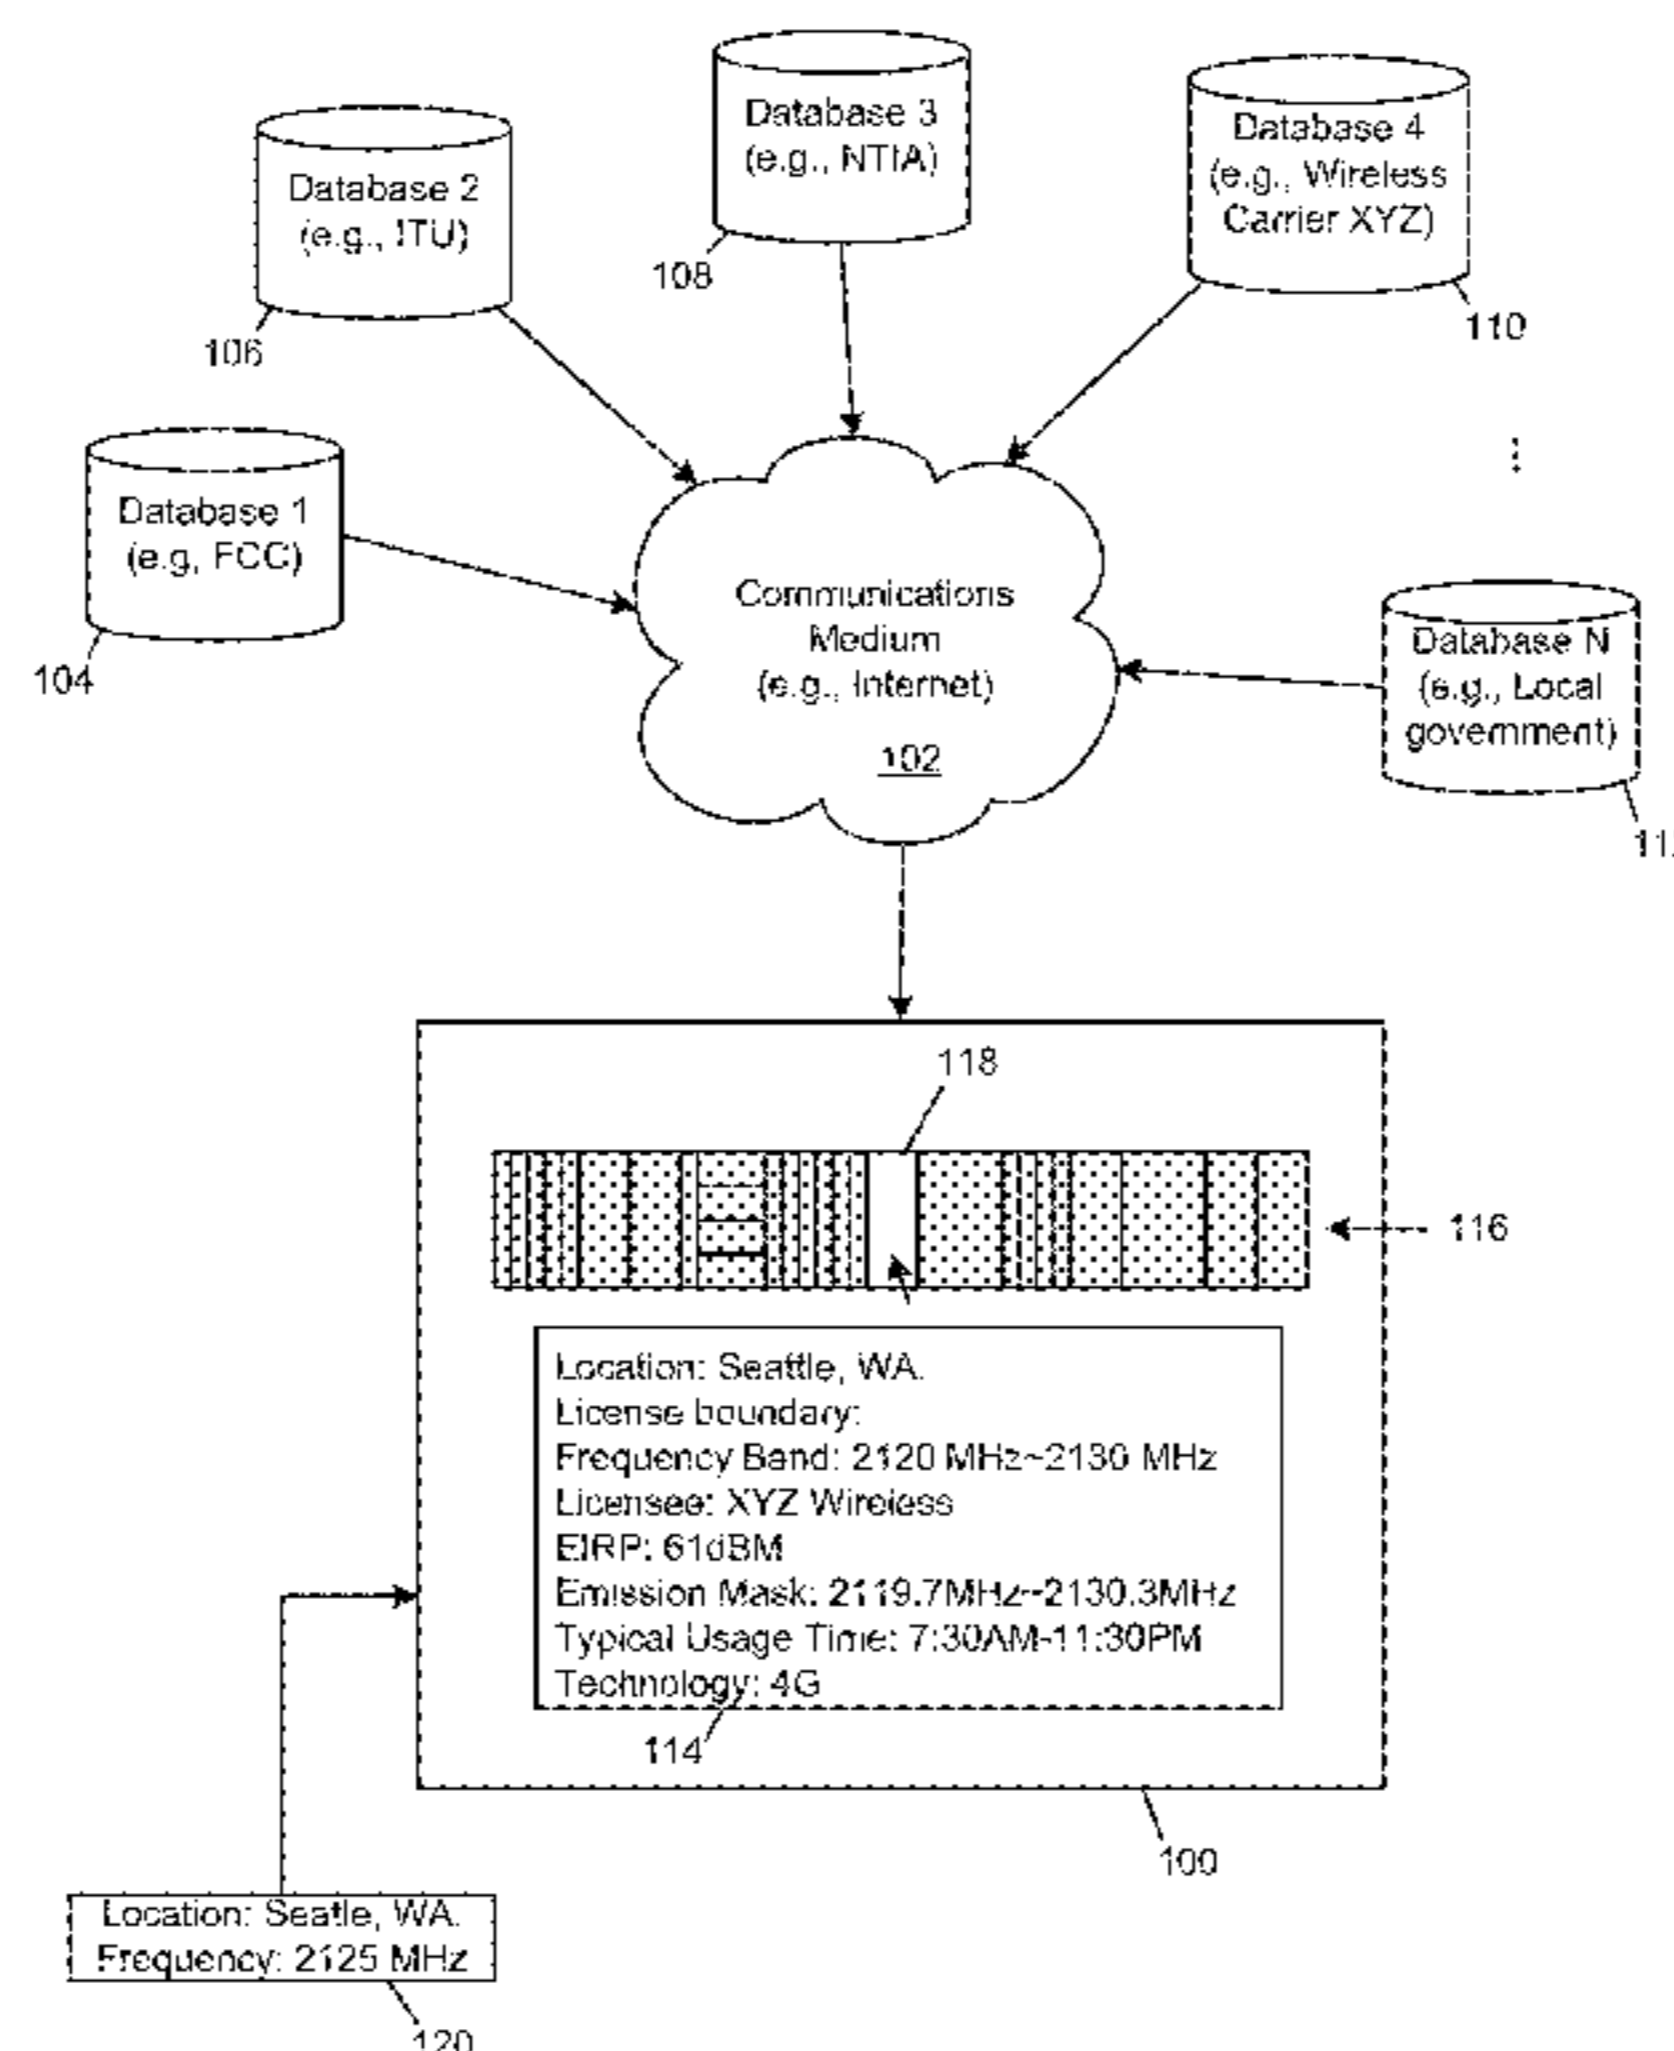 Database 3
(e.g., NTIA)
108
Database 4
(e.g., Wireless
Carrier XYZ)
110
Database 2
(e.g., ITU)
106
Database 1
(e.g, FCC)
104
Communications
Medium
(e.g., Internet)
102
Database N
(e.g., Local
government)
118
116
Location: Seattle, WA.
License boundary:
Frequency Band: 2120 MHz~2130 MHz
Licensee: XYZ Wireless
EIRP: 61dBM
Emission Mask: 2119.7MHz~2130.3MHz
Typical Usage Time: 7:30AM-11:30PM
Technology: 4G
114
100
Location: Seatle, WA.
Frequency: 2125 MHz
120